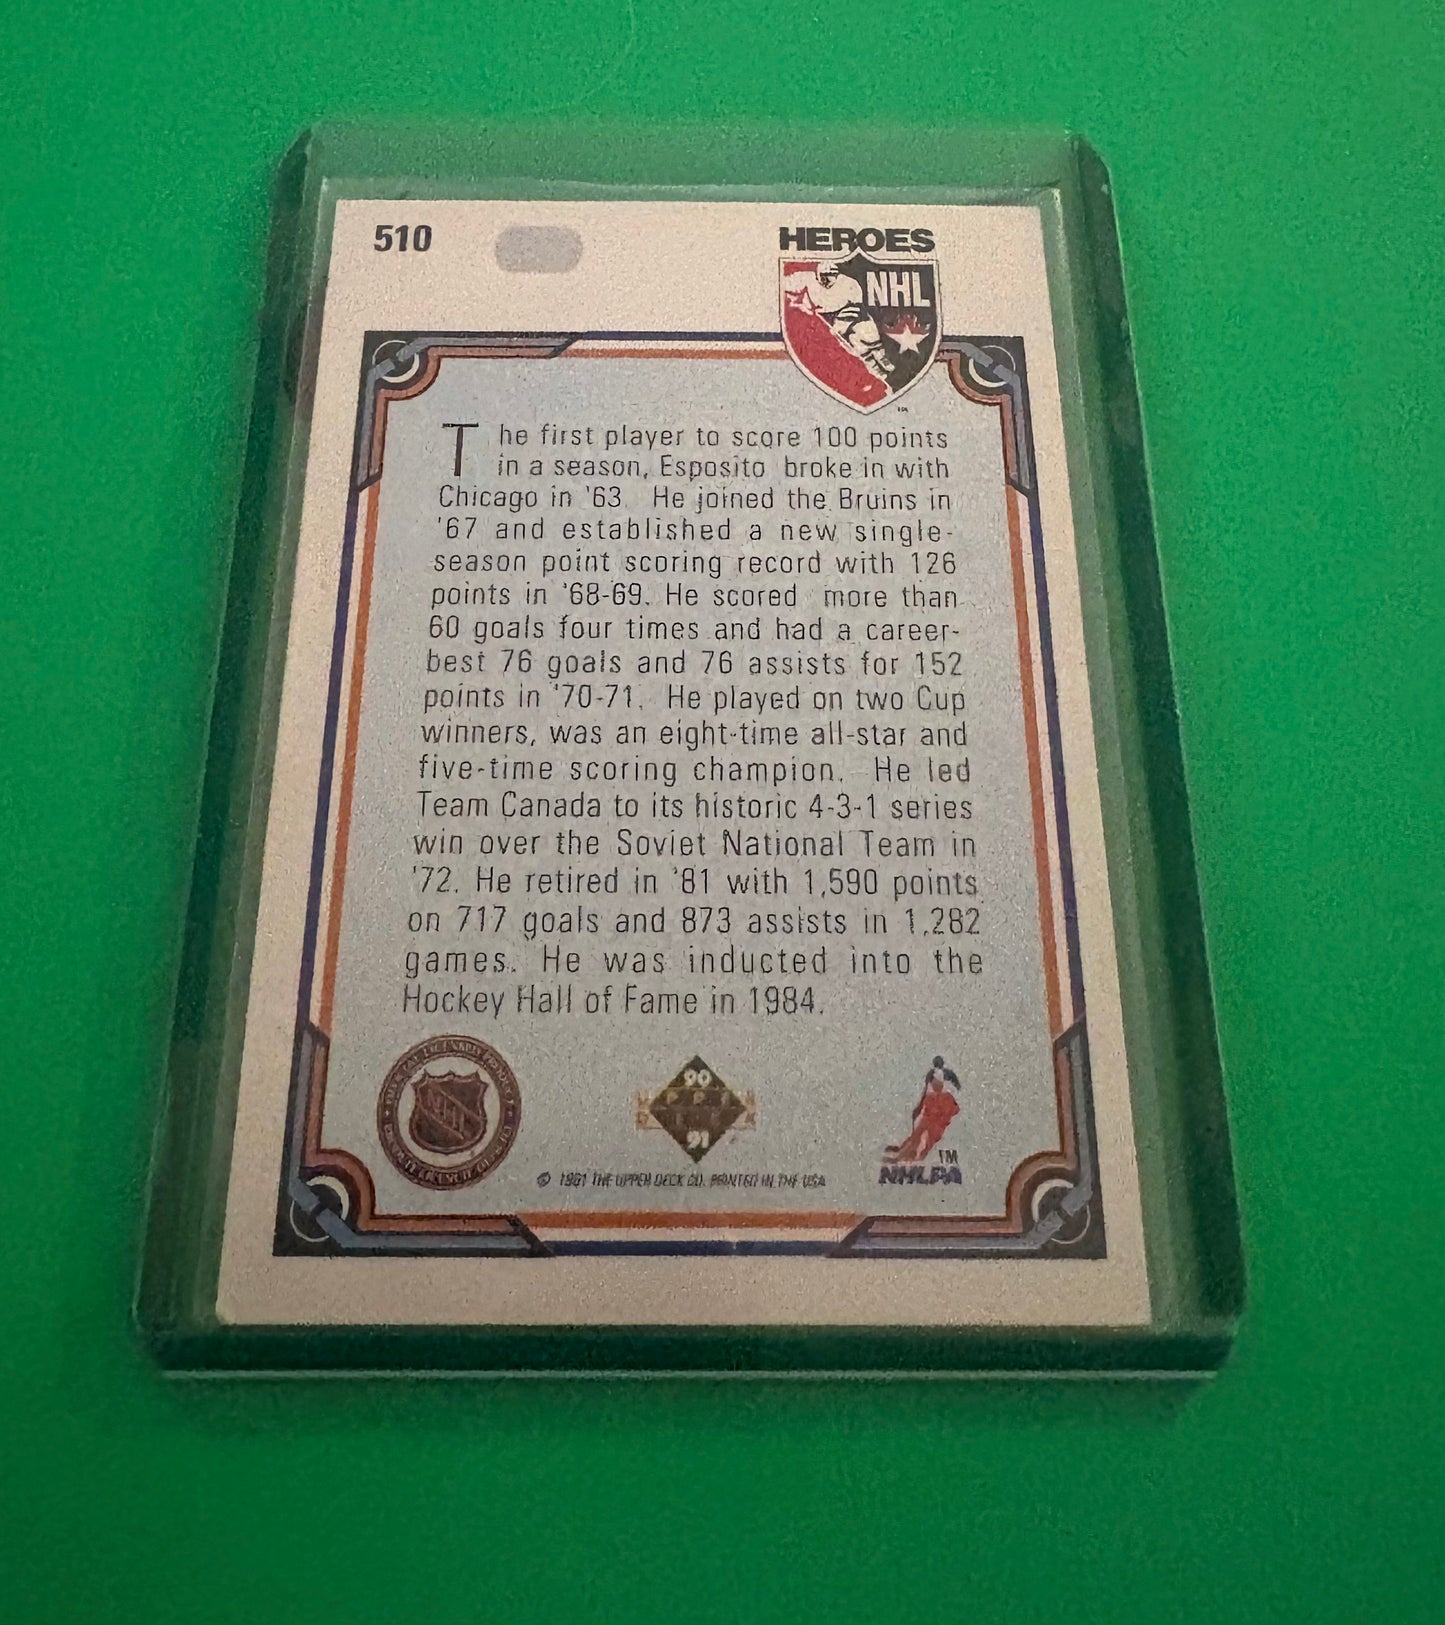 510
HEROES
NHL
The first player to score 100 points
in a season, Esposito broke in with
Chicago in '63. He joined the Bruins in
'67 and established a new single-
season point scoring record with 126
points in '68-69. He scored more than
60 goals four times and had a career-
best 76 goals and 76 assists for 152
points in '70-71. He played on two Cup
winners, was an eight-time all-star and
five-time scoring champion. He led
Team Canada to its historic 4-3-1 series
win over the Soviet National Team in
'72. He retired in '81 with 1,590 points
on 717 goals and 873 assists in 1,282
games. He was inducted into the
Hockey Hall of Fame in 1984.
NHL
90
UPPER
DECK
91
TM
NHLPA
© 1991 THE UPPER DECK CO. PRINTED IN THE USA